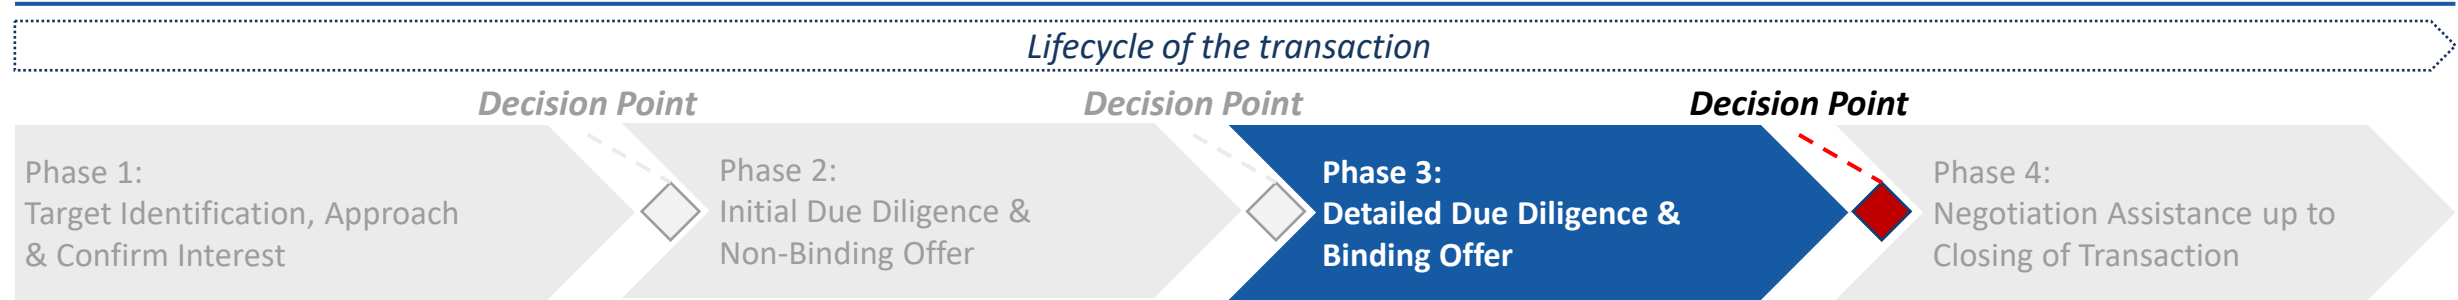 Lifecycle of the transaction
Decision Point
Decision Point
Decision Point
Phase 1:
Target Identification, Approach
& Confirm Interest
Phase 2:
Initial Due Diligence &
Non-Binding Offer
Phase 3:
Detailed Due Diligence &
Binding Offer
Phase 4:
Negotiation Assistance up to
Closing of Transaction